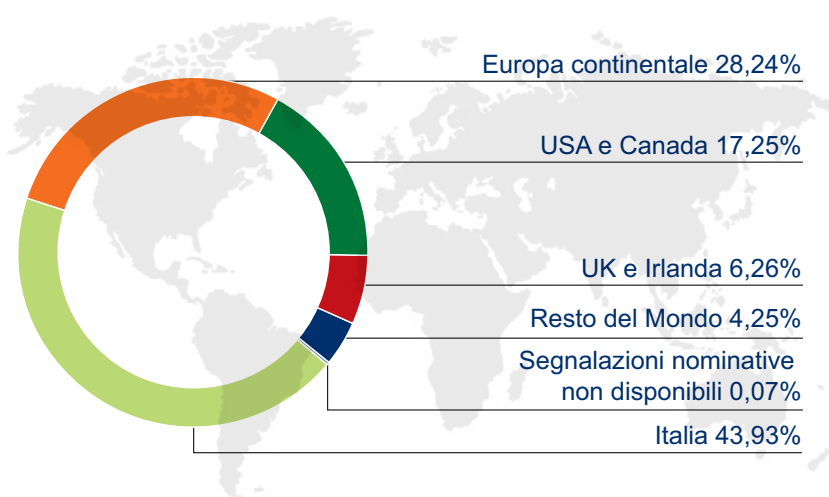 Europa continentale 28,24%
USA e Canada 17,25%
UK e Irlanda 6,26%
Resto del Mondo 4,25%
Segnalazioni nominative
non disponibili 0,07%
Italia 43,93%